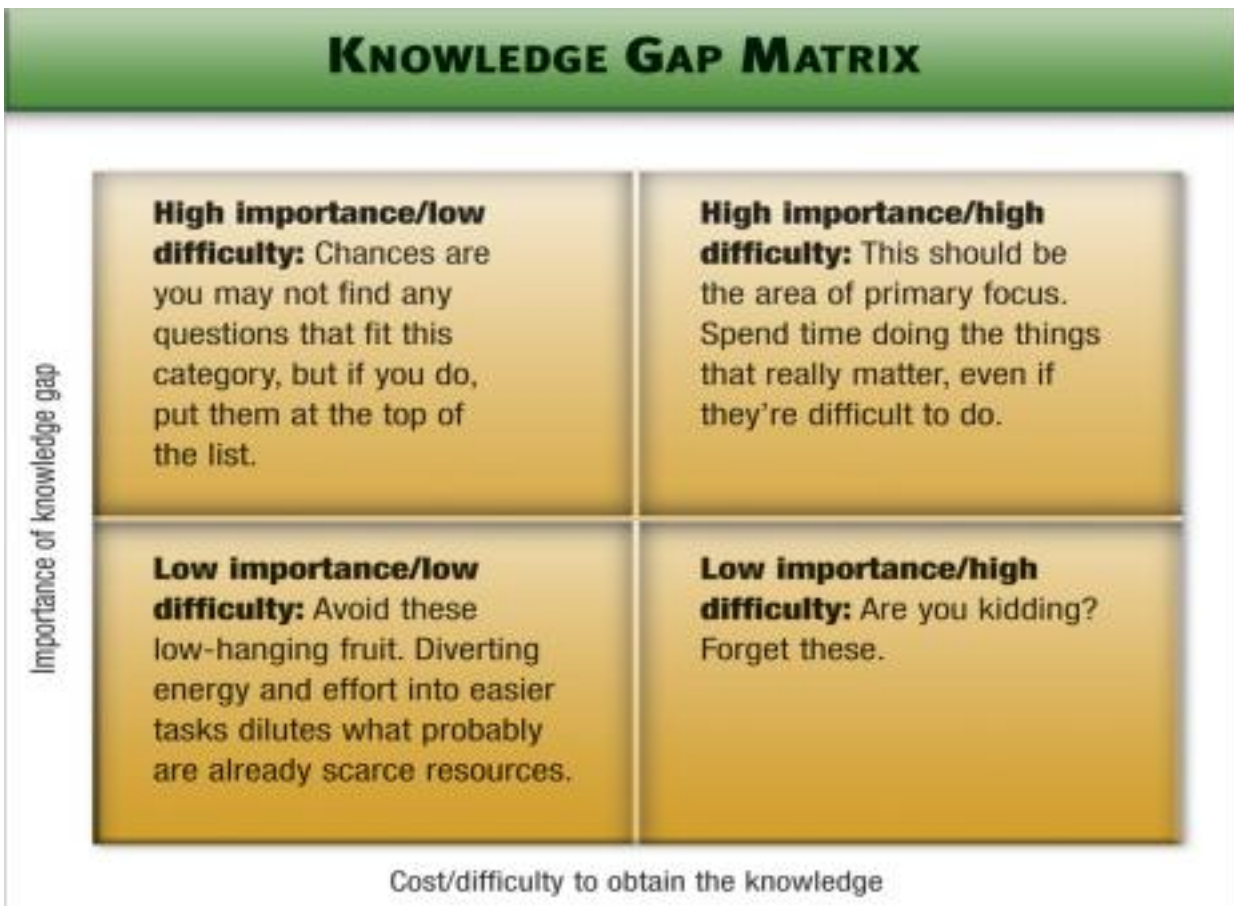 KNOWLEDGE GAP MATRIX
High importance/low
difficulty: Chances are
you may not find any
questions that fit this
category, but if you do,
put them at the top of
the list.
High importance/high
difficulty: This should be
the area of primary focus.
Spend time doing the things
that really matter, even if
they're difficult to do.
Importance of knowledge gap
Low importance/low
difficulty: Avoid these
low-hanging fruit. Diverting
energy and effort into easier
tasks dilutes what probably
are already scarce resources.
Low importance/high
difficulty: Are you kidding?
Forget these.
Cost/difficulty to obtain the knowledge